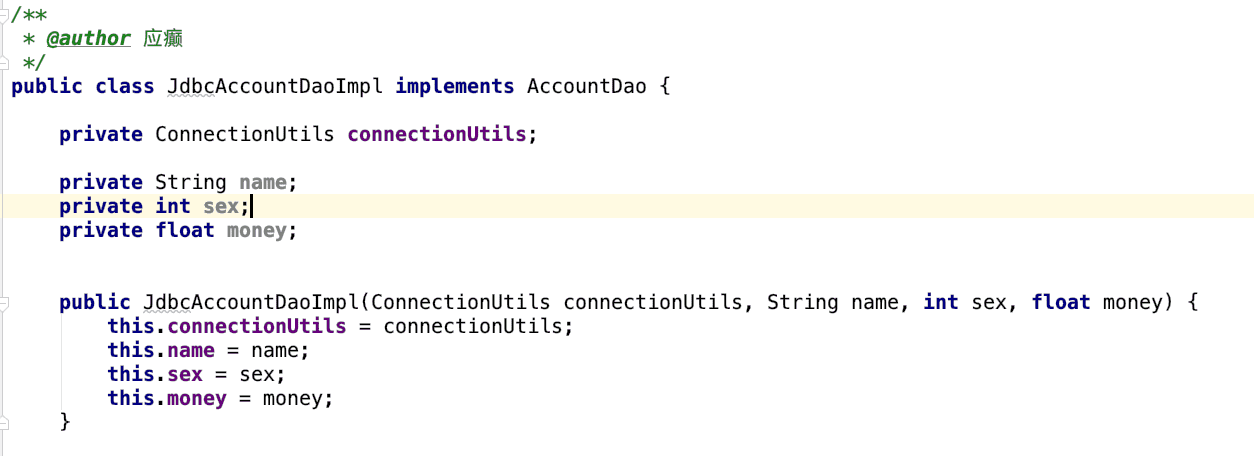 /**
 * @author 应癫
 */
public class JdbcAccountDaoImpl implements AccountDao {
    private ConnectionUtils connectionUtils;
    private String name;
    private int sex;
    private float money;
    public JdbcAccountDaoImpl(ConnectionUtils connectionUtils, String name, int sex, float money) {
        this.connectionUtils = connectionUtils;
        this.name = name;
        this.sex = sex;
        this.money = money;
    }